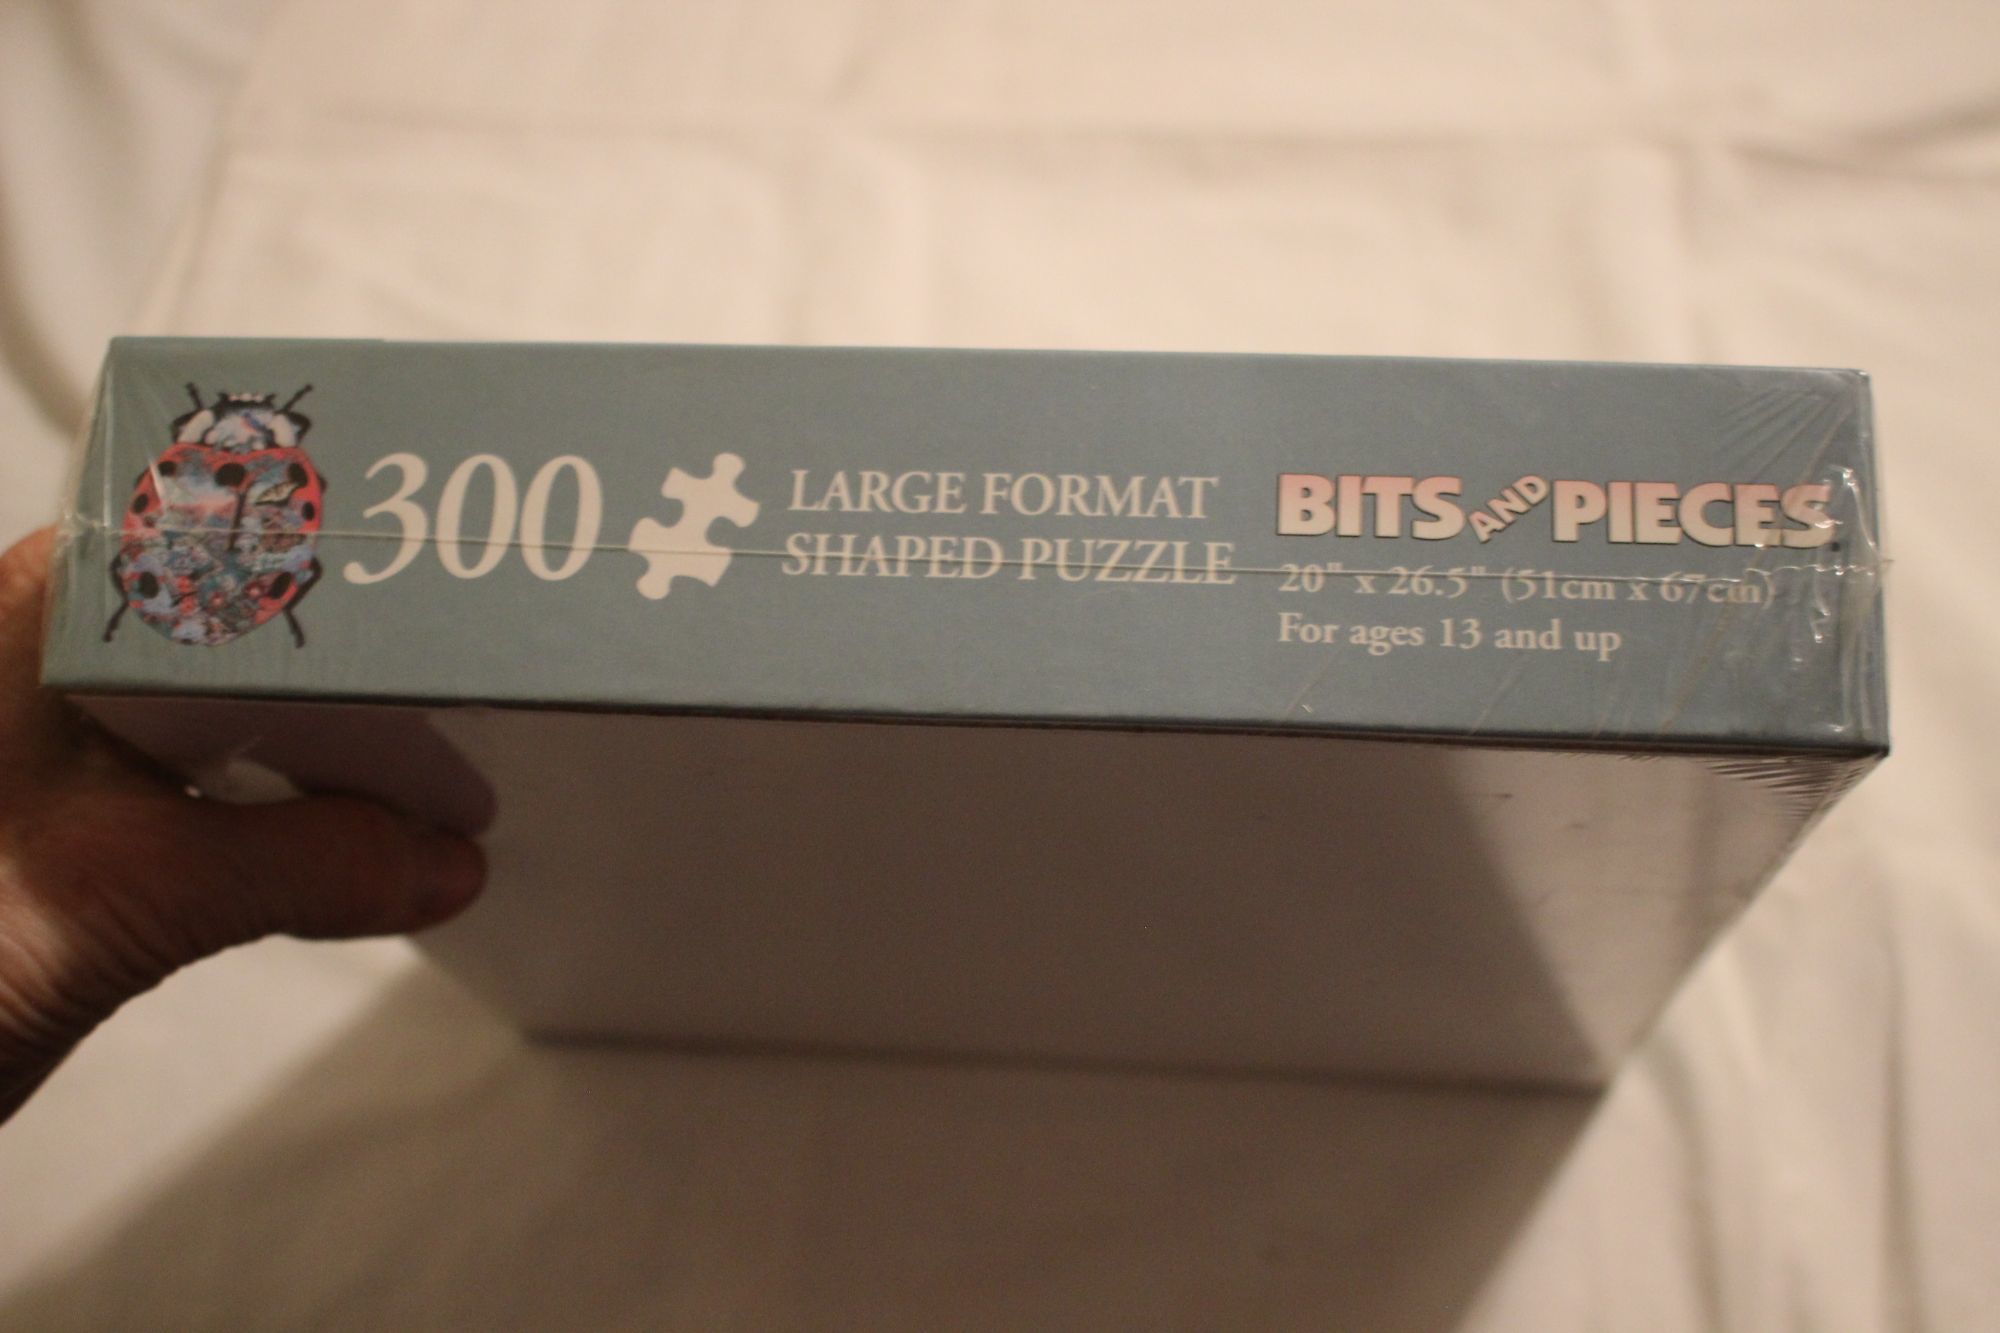 300
LARGE FORMAT
SHAPED PUZZLE
BITS AND PIECES
20" x 26.5" (51cm x 67cm)
For ages 13 and up